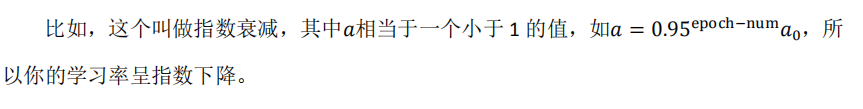 比如，这个叫做指数衰减，其中𝑎相当于一个小于 1 的值，如𝑎 = 0.95^{epoch−num}𝑎₀，所
以你的学习率呈指数下降。